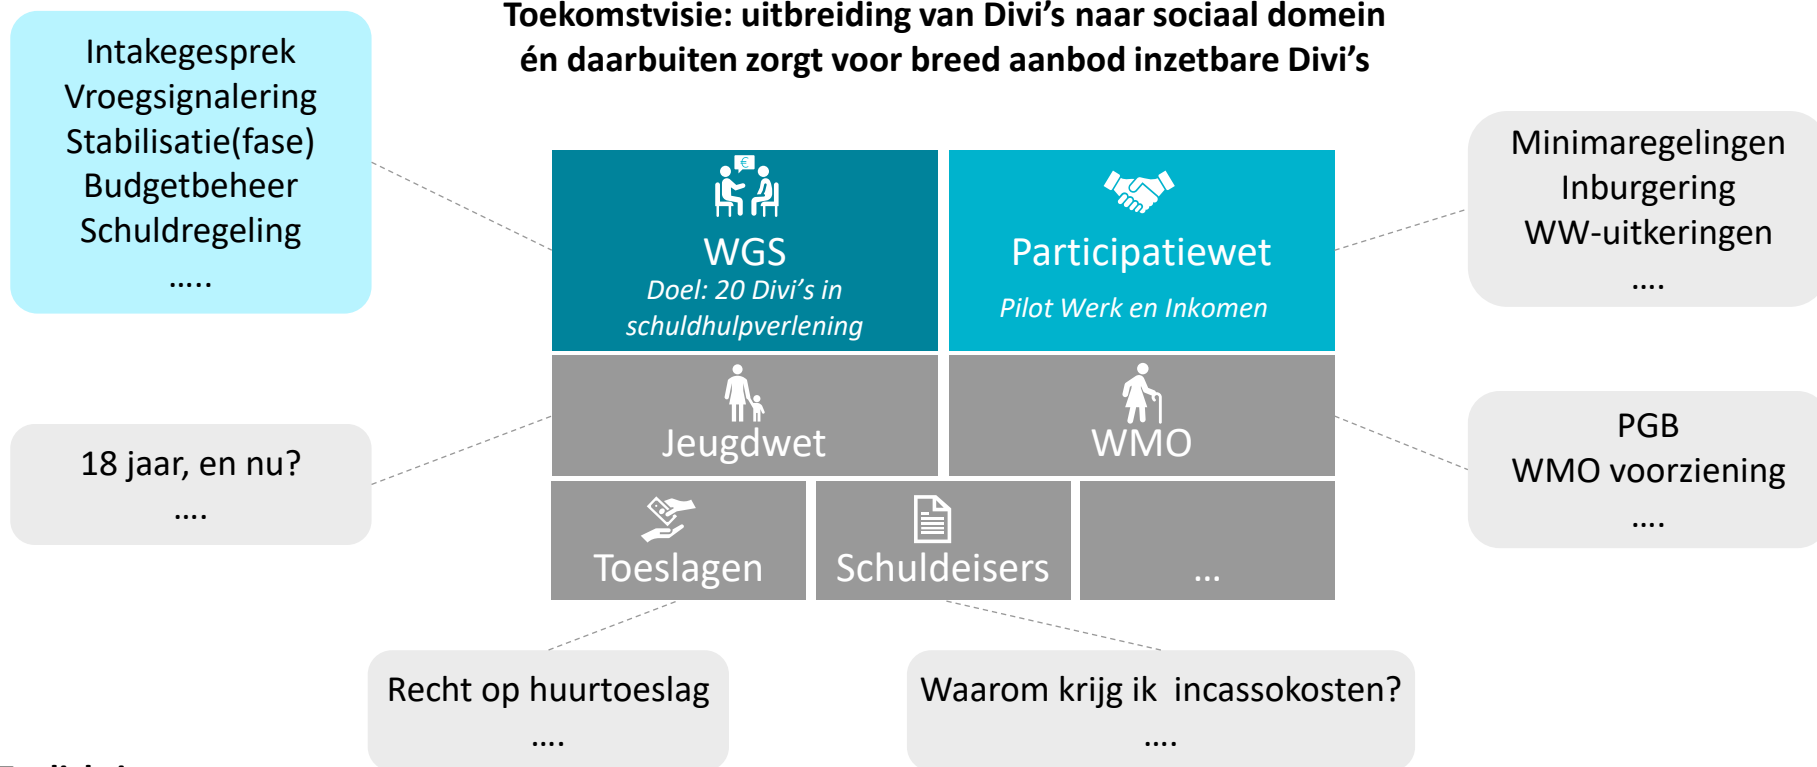 Toekomstvisie: uitbreiding van Divi's naar sociaal domein
én daarbuiten zorgt voor breed aanbod inzetbare Divi's
Intakegesprek
Vroegsignalering
Stabilisatie(fase)
Budgetbeheer
Schuldregeling
…..
WGS
Doel: 20 Divi's in
schuldhulpverlening
Participatiewet
Pilot Werk en Inkomen
Minimaregelingen
Inburgering
WW-uitkeringen
….
Jeugdwet
WMO
18 jaar, en nu?
….
PGB
WMO voorziening
….
€
Toeslagen
Schuldeisers
…
Recht op huurtoeslag
….
Waarom krijg ik  incassokosten?
….